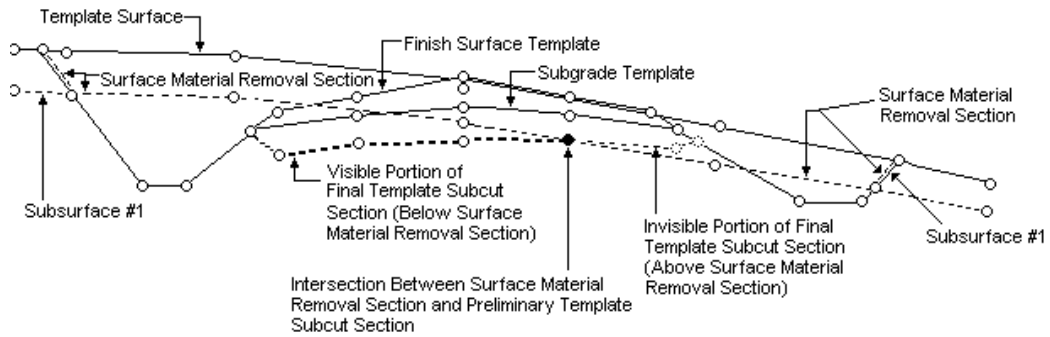 Template Surface
Finish Surface Template
Subgrade Template
Surface Material Removal Section
Surface Material
Removal Section
Visible Portion of
Final Template Subcut
Section (Below Surface
Material Removal Section)
Subsurface #1
Invisible Portion of Final
Template Subcut Section
(Above Surface Material
Removal Section)
Subsurface #1
Intersection Between Surface Material
Removal Section and Preliminary Template
Subcut Section